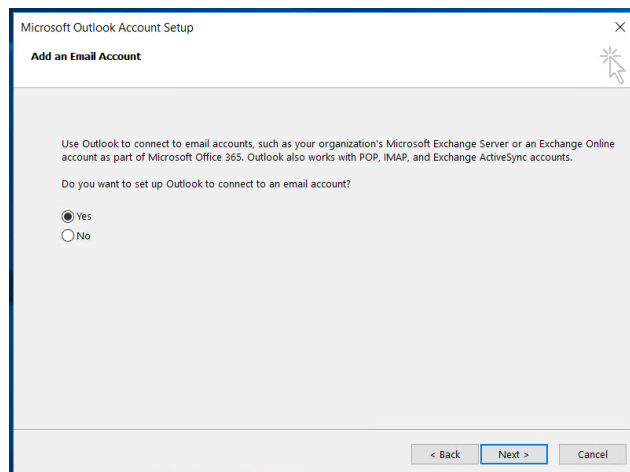 Microsoft Outlook Account Setup
Add an Email Account
Use Outlook to connect to email accounts, such as your organization's Microsoft Exchange Server or an Exchange Online
account as part of Microsoft Office 365. Outlook also works with POP, IMAP, and Exchange ActiveSync accounts.
Do you want to set up Outlook to connect to an email account?
Yes
No
< Back Next > Cancel